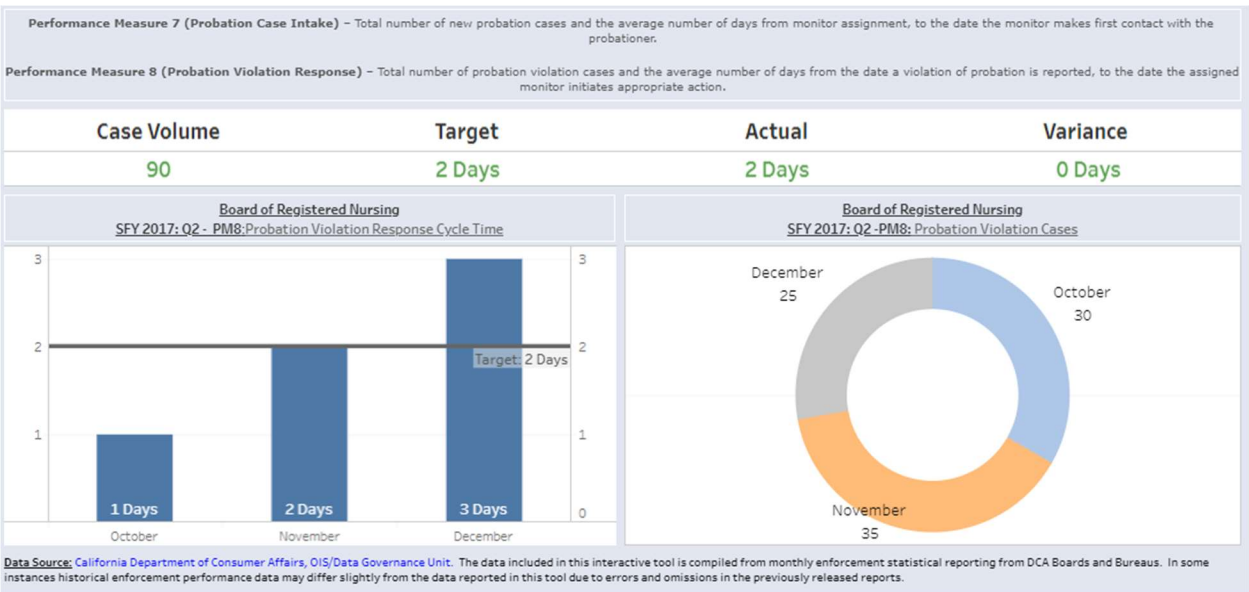 Performance Measure 7 (Probation Case Intake) – Total number of new probation cases and the average number of days from monitor assignment, to the date the monitor makes first contact with the
probationer.
Performance Measure 8 (Probation Violation Response) – Total number of probation violation cases and the average number of days from the date a violation of probation is reported, to the date the assigned
monitor initiates appropriate action.
Case Volume Target Actual Variance
90 2 Days 2 Days 0 Days
Board of Registered Nursing
SFY 2017: Q2 - PM8:Probation Violation Response Cycle Time
3 3
2 2
Target: 2 Days
1 1
0
1 Days 2 Days 3 Days
October November December
Board of Registered Nursing
SFY 2017: Q2 -PM8: Probation Violation Cases
December
25
October
30
November
35
Data Source: California Department of Consumer Affairs, OIS/Data Governance Unit. The data included in this interactive tool is compiled from monthly enforcement statistical reporting from DCA Boards and Bureaus. In some
instances historical enforcement performance data may differ slightly from the data reported in this tool due to errors and omissions in the previously released reports.